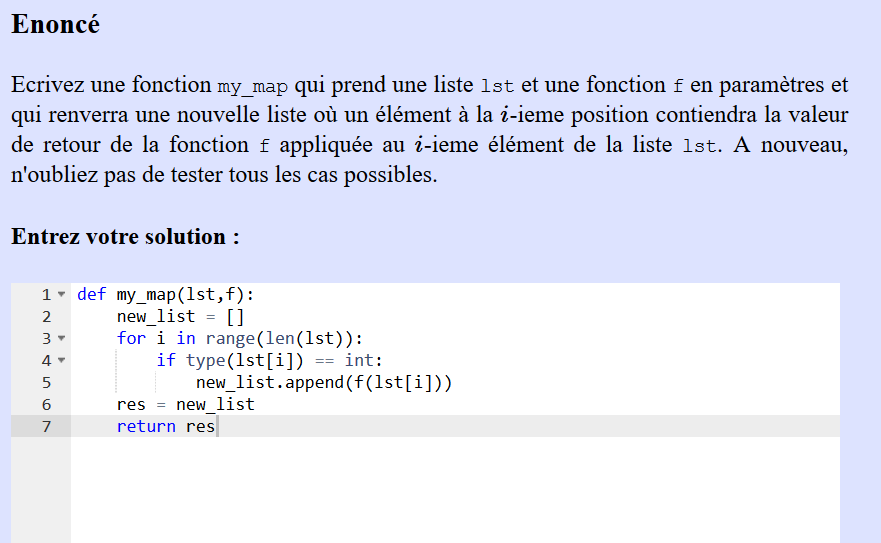 Enoncé
Ecrivez une fonction my_map qui prend une liste lst et une fonction f en paramètres et
qui renverra une nouvelle liste où un élément à la i-ieme position contiendra la valeur
de retour de la fonction f appliquée au i-ieme élément de la liste lst. A nouveau,
n'oubliez pas de tester tous les cas possibles.
Entrez votre solution :
1 def my_map(lst,f):
2     new_list = []
3     for i in range(len(lst)):
4         if type(lst[i]) == int:
5             new_list.append(f(lst[i]))
6     res = new_list
7     return res